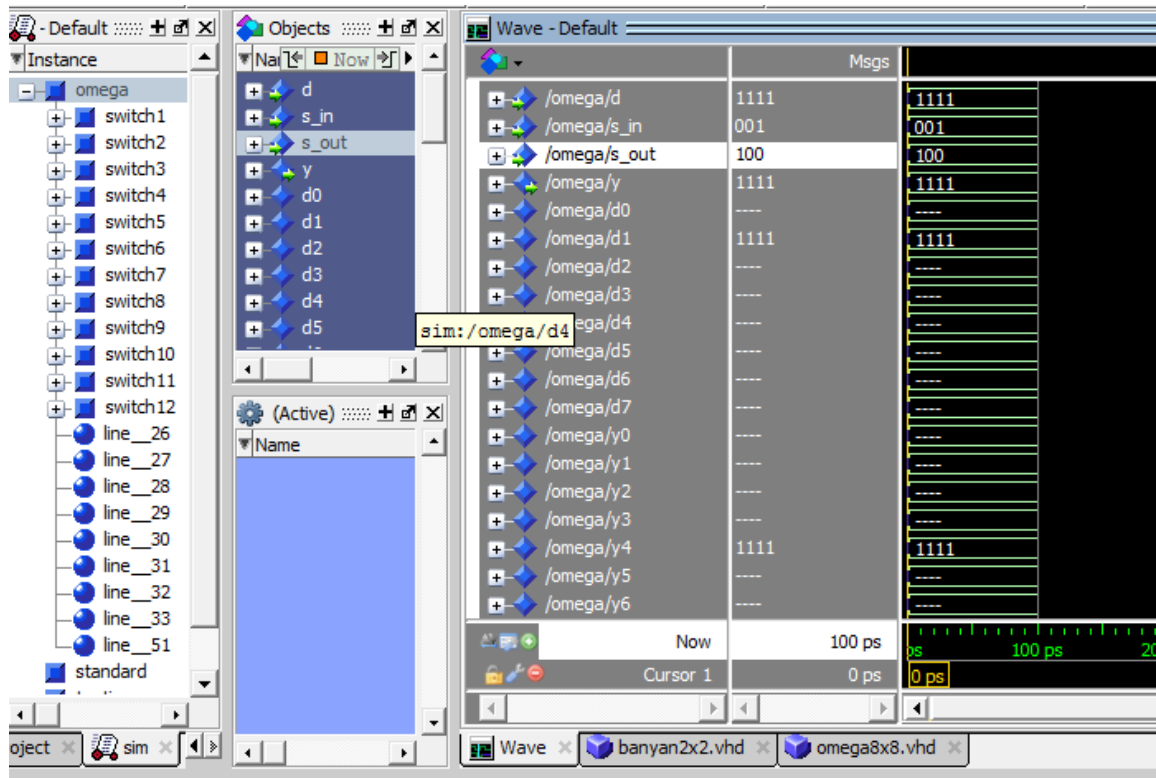 - Default
Instance
omega
switch1
switch2
switch3
switch4
switch5
switch6
switch7
switch8
switch9
switch10
switch11
switch12
line__26
line__27
line__28
line__29
line__30
line__31
line__32
line__33
line__51
standard
oject
sim
Objects
Now
d
s_in
s_out
y
d0
d1
d2
d3
d4
d5
sim:/omega/d4
(Active)
Name
Wave - Default
Msgs
/omega/d 1111 1111
/omega/s_in 001 001
/omega/s_out 100 100
/omega/y 1111 1111
/omega/d0 ---- ----
/omega/d1 1111 1111
/omega/d2 ---- ----
/omega/d3 ---- ----
ega/d4 ---- ----
/omega/d5 ---- ----
/omega/d6 ---- ----
/omega/d7 ---- ----
/omega/y0 ---- ----
/omega/y1 ---- ----
/omega/y2 ---- ----
/omega/y3 ---- ----
/omega/y4 1111 1111
/omega/y5 ---- ----
/omega/y6 ---- ----
Now 100 ps ps 100 ps 20
Cursor 1 0 ps 0 ps
Wave banyan2x2.vhd omega8x8.vhd